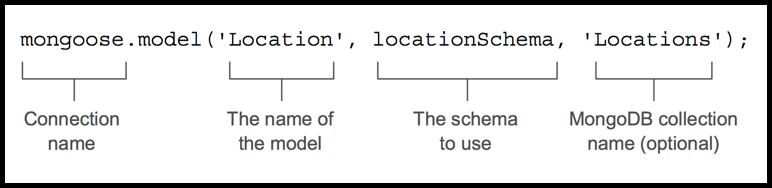 mongoose.model('Location', locationSchema, 'Locations');
Connection
name
The name of
the model
The schema
to use
MongoDB collection
name (optional)